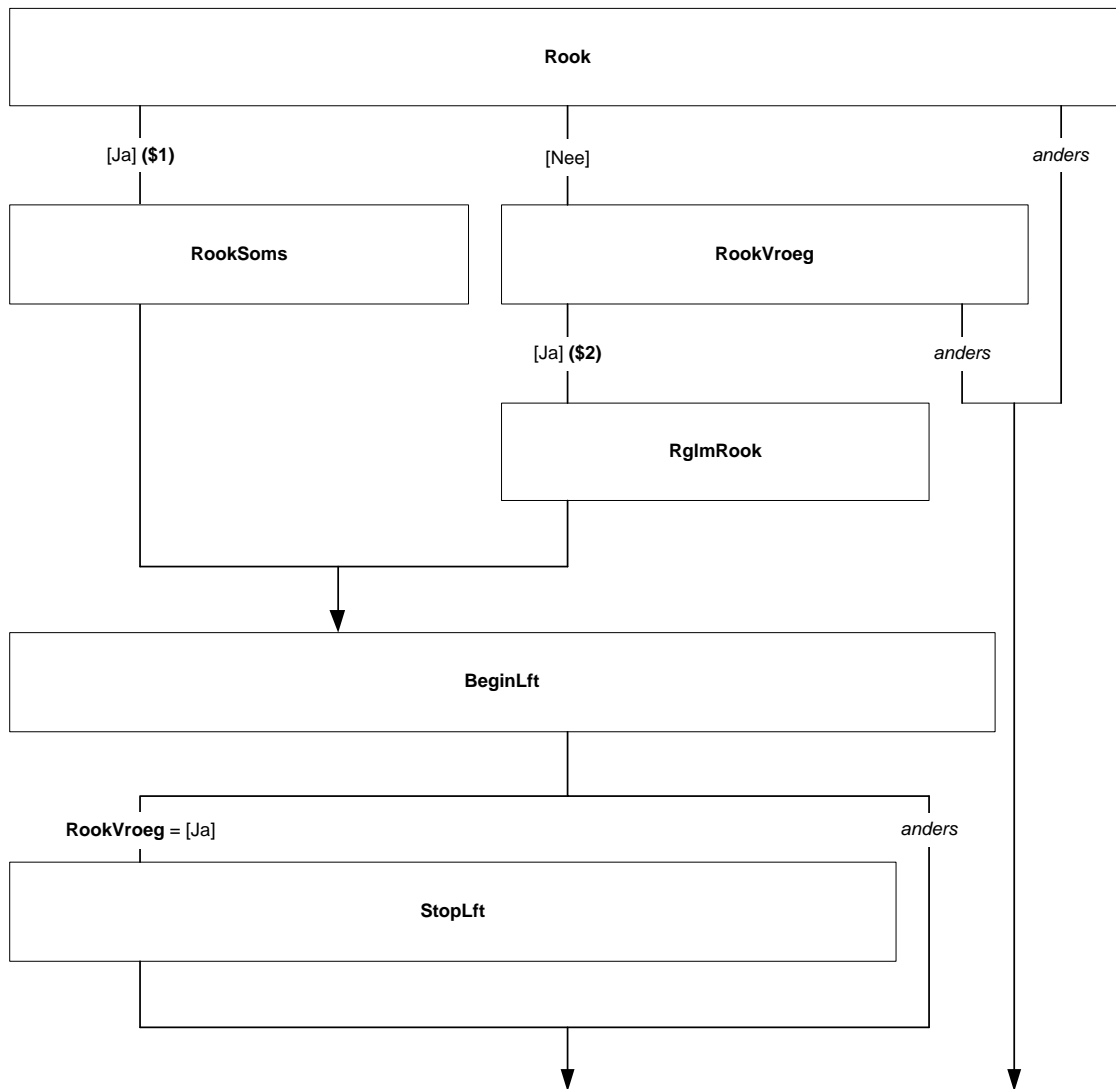 Rook
[Ja] ($1)
[Nee]
anders
RookSoms
RookVroeg
[Ja] ($2)
anders
RglmRook
BeginLft
RookVroeg = [Ja]
anders
StopLft